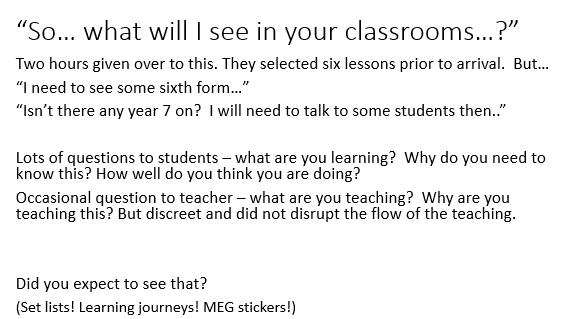 “So… what will I see in your classrooms…?”
Two hours given over to this. They selected six lessons prior to arrival.  But…
“I need to see some sixth form…”
“Isn’t there any year 7 on?  I will need to talk to some students then..”
Lots of questions to students – what are you learning?  Why do you need to
know this? How well do you think you are doing?
Occasional question to teacher – what are you teaching?  Why are you
teaching this? But discreet and did not disrupt the flow of the teaching.
Did you expect to see that?
(Set lists! Learning journeys! MEG stickers!)